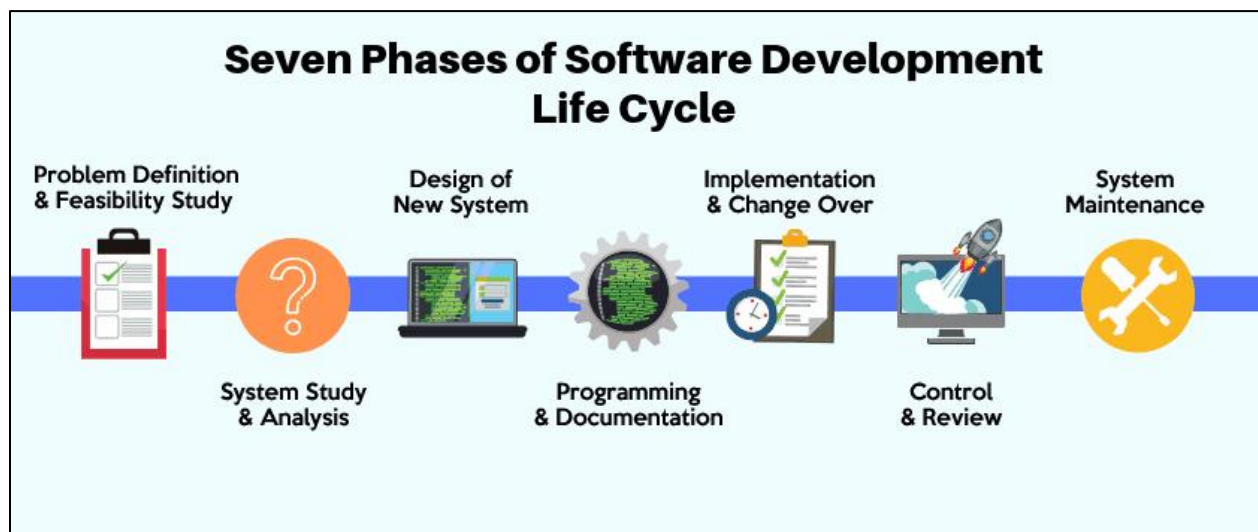 Seven Phases of Software Development
Life Cycle
Problem Definition
& Feasibility Study
System Study
& Analysis
Design of
New System
Programming
& Documentation
Implementation
& Change Over
Control
& Review
System
Maintenance